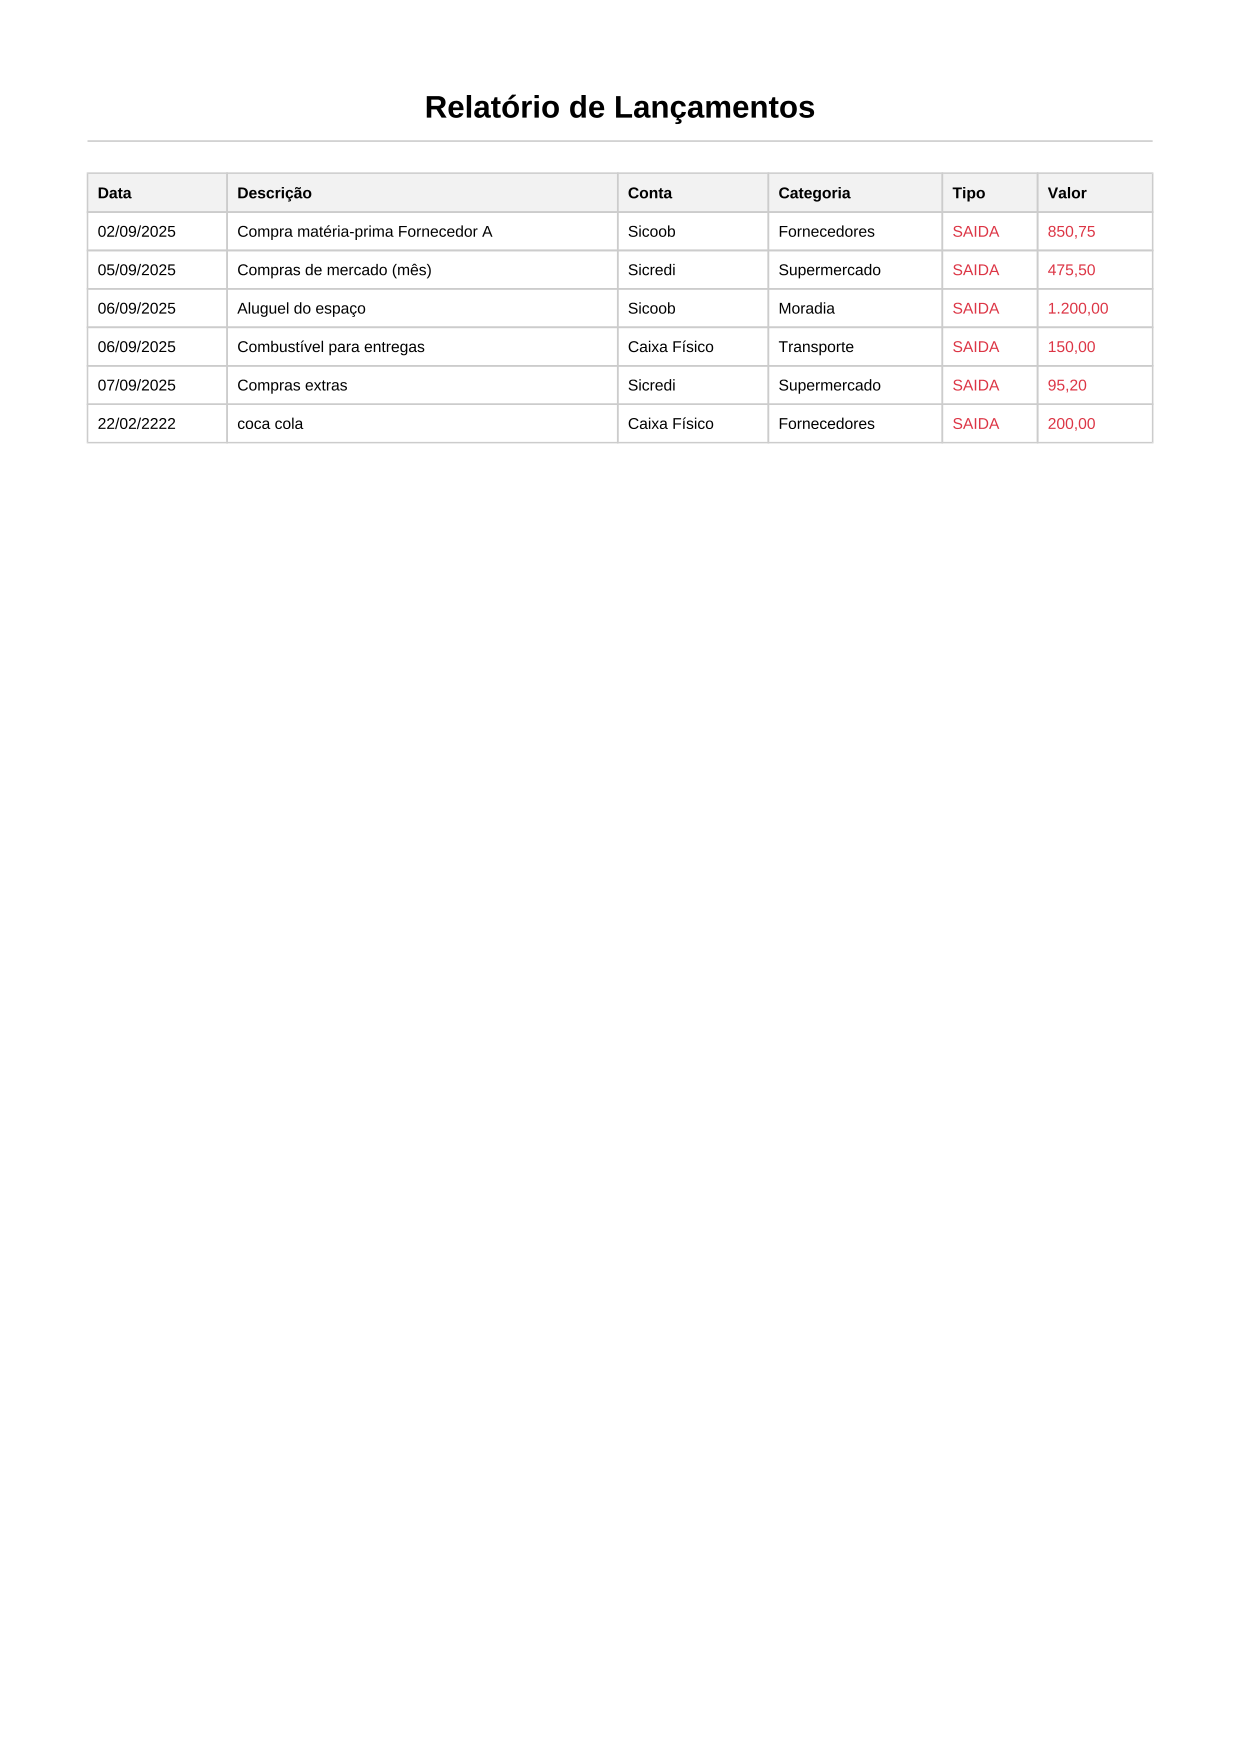 Relatório de Lançamentos
Data Descrição Conta Categoria Tipo Valor
02/09/2025 Compra matéria-prima Fornecedor A Sicoob Fornecedores SAIDA 850,75
05/09/2025 Compras de mercado (mês) Sicredi Supermercado SAIDA 475,50
06/09/2025 Aluguel do espaço Sicoob Moradia SAIDA 1.200,00
06/09/2025 Combustível para entregas Caixa Físico Transporte SAIDA 150,00
07/09/2025 Compras extras Sicredi Supermercado SAIDA 95,20
22/02/2222 coca cola Caixa Físico Fornecedores SAIDA 200,00